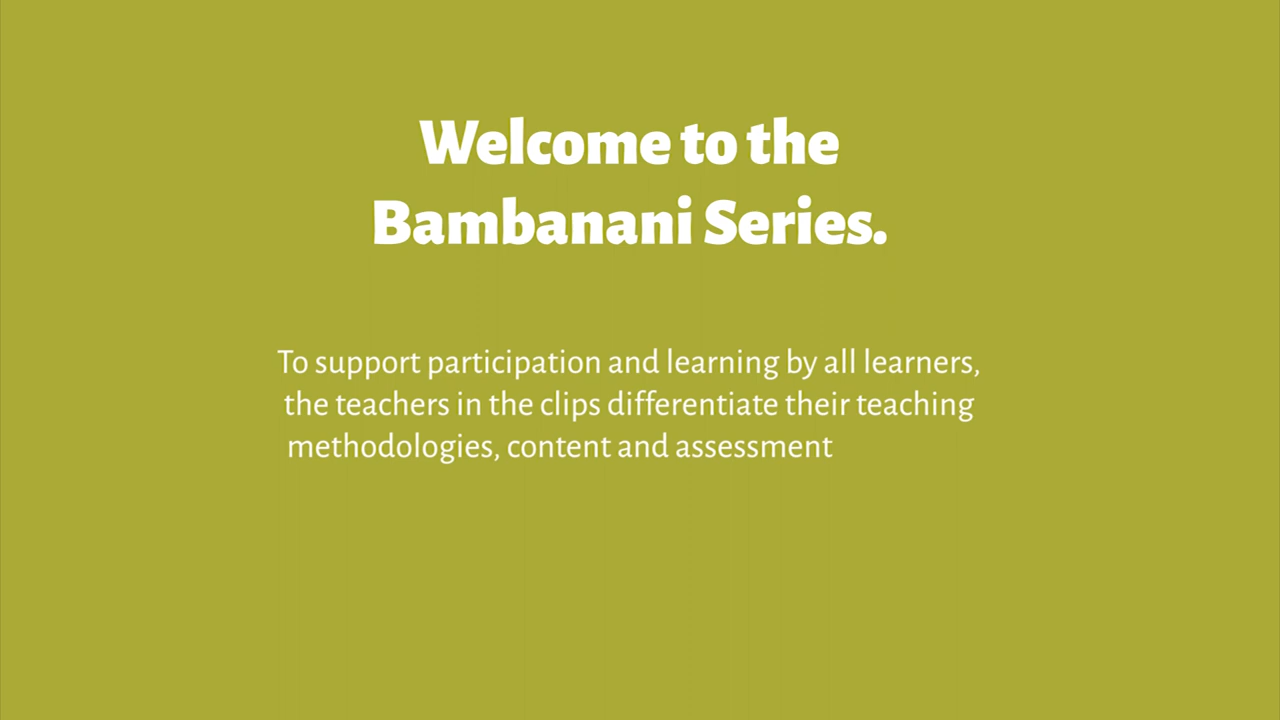 Welcome to the
Bambanani Series.
To support participation and learning by all learners,
the teachers in the clips differentiate their teaching
methodologies, content and assessment